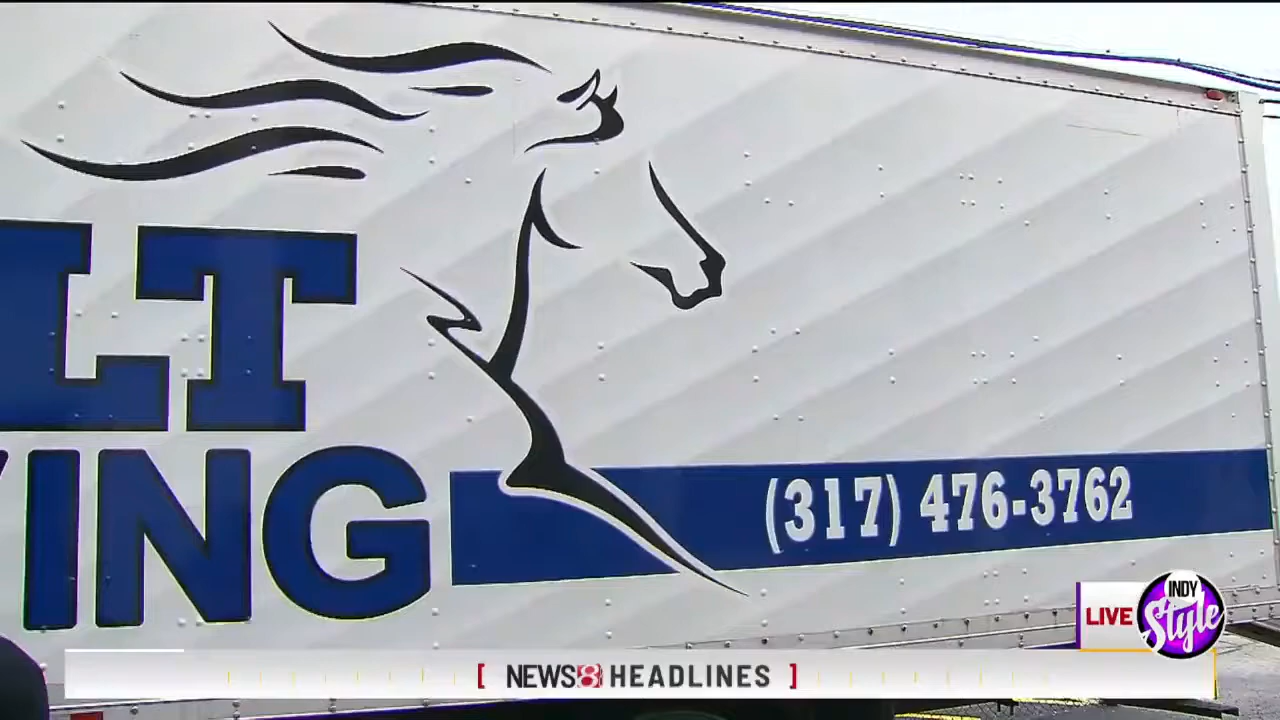 LT
ING
(317) 476-3762
LIVE
INDY
Style
[ NEWS8 HEADLINES ]